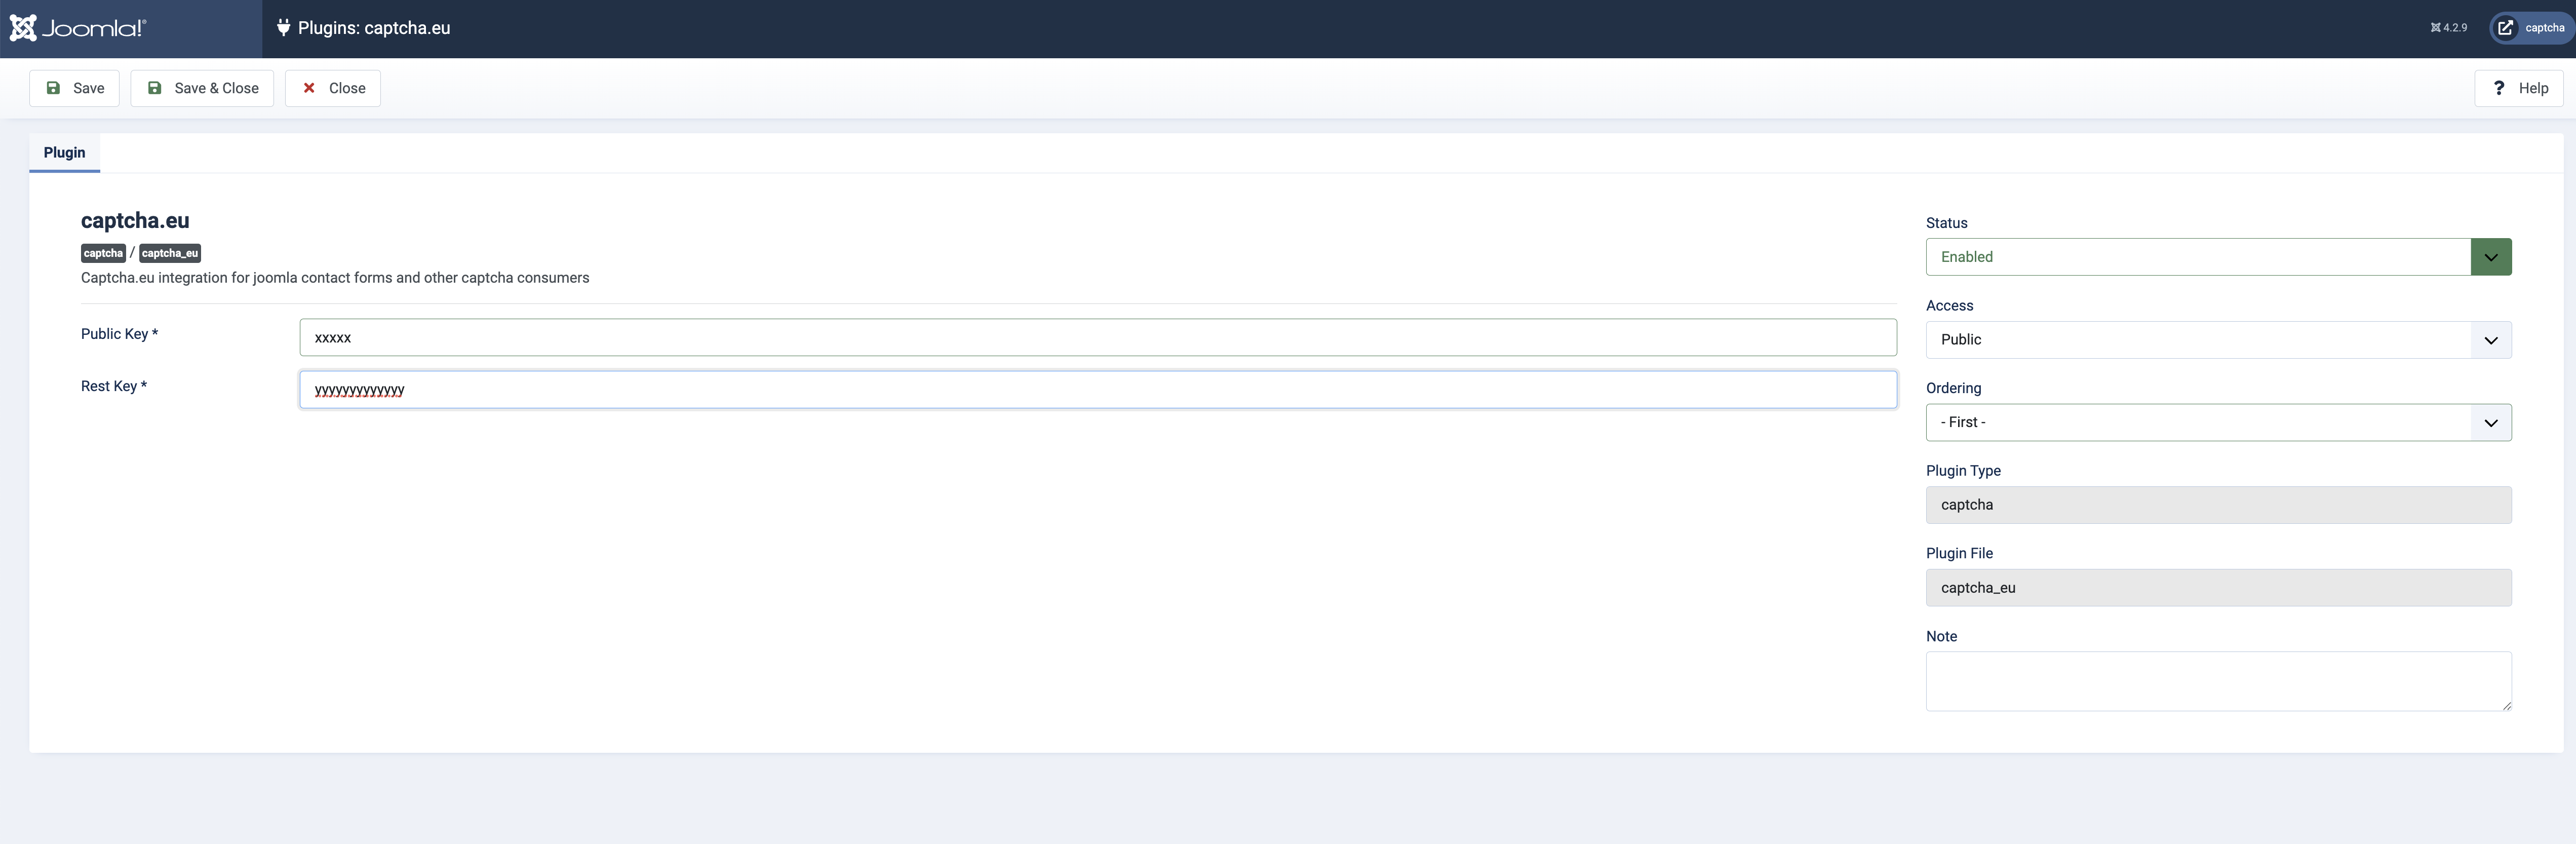 Joomla!®
Plugins: captcha.eu
4.2.9
captcha
Save
Save & Close
Close
Help
Plugin
captcha.eu
captcha / captcha_eu
Captcha.eu integration for joomla contact forms and other captcha consumers
Public Key *
xxxxx
Rest Key *
yyyyyyyyyyyyy
Status
Enabled
Access
Public
Ordering
- First -
Plugin Type
captcha
Plugin File
captcha_eu
Note